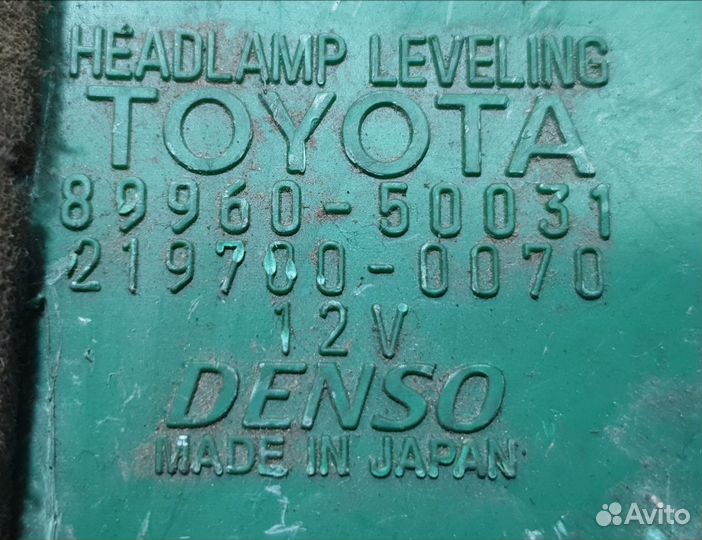 HEADLAMP LEVELING
TOYOTA
89960-50031
219700-0070
12V
DENSO
MADE IN JAPAN
Avito